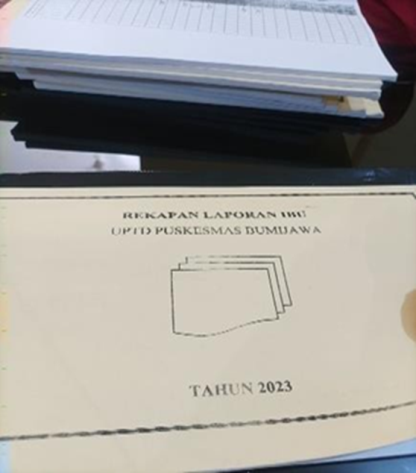 REKAPAN LAPORAN IBU
UPTD PUSKESMAS BUMIJAWA
TAHUN 2023